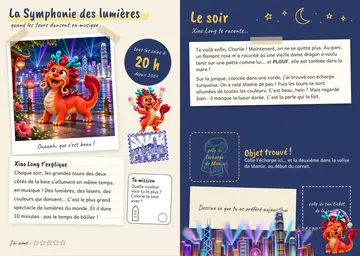 La Symphonie des lumières
quand les tours dansent en musique
tous les soirs à
20 h
depuis 2004
Ouaaah, que c'est beau !
Xiao Long t'explique
Chaque soir, les grandes tours des deux
côtés de la baie s'allument en même temps,
en musique ! Des lumières, des lasers, des
couleurs qui dansent... C'est le plus grand
spectacle de lumières du monde. Et il dure
10 minutes : pas le temps de bâiller !
Ta mission
Quelle couleur
vois-tu le plus ?
Colorie la tour
avec !
J'ai aimé :
Le soir
Xiao Long te raconte...
Te voilà enfin, Charlie ! Maintenant, on ne se quitte plus. Au parc,
un flamant rose m'a raconté qu'une vieille dame dragon a voulu
tenir sur une patte comme lui... et PLOUF, elle est tombée dans la
mare !
Sur la jonque, coincée dans une corde, j'ai trouvé son écharpe
turquoise. On a raté Mamie de peu ! Puis les tours se sont
allumées de toutes les couleurs. C'est beau, hein ? Mais regarde
bien : il manque la lueur dorée. C'est la perle qui la fait.
colle ici
l'écharpe
de Mamie
Objet trouvé !
Colle l'écharpe ici... et la deuxième dans la valise
de Mamie, au début du carnet.
Dessine ce que tu as préféré aujourd'hui
colle ici ton ticket